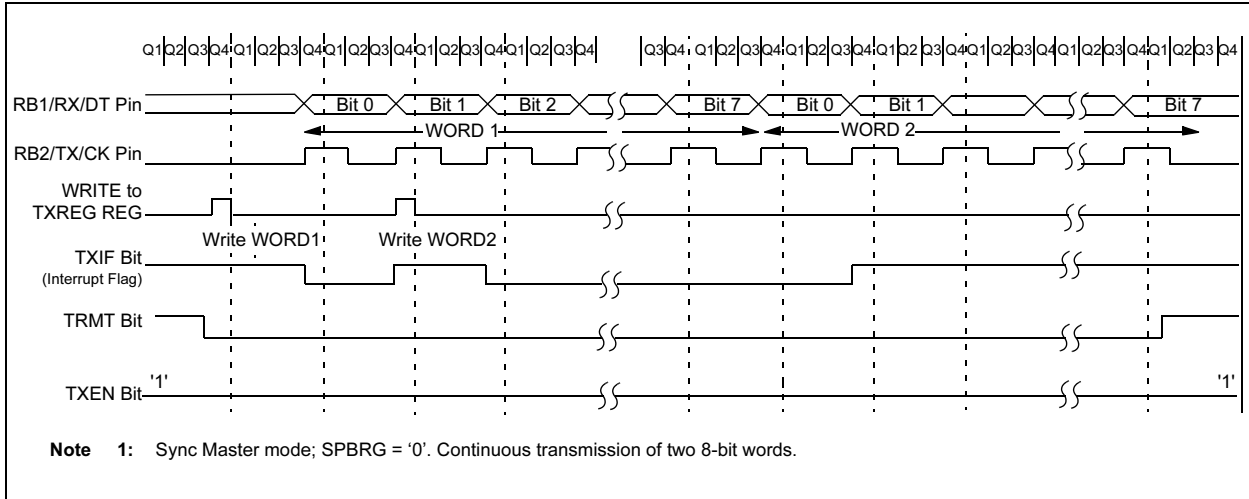 Q1 Q2 Q3 Q4 Q1 Q2 Q3 Q4 Q1 Q2 Q3 Q4 Q1 Q2 Q3 Q4 Q1 Q2 Q3 Q4 Q3 Q4 Q1 Q2 Q3 Q4 Q1 Q2 Q3 Q4 Q1 Q2 Q3 Q4 Q1 Q2 Q3 Q4 Q1 Q2 Q3 Q4 Q1 Q2 Q3 Q4
RB1/RX/DT Pin Bit 0 Bit 1 Bit 2 Bit 7 Bit 0 Bit 1 Bit 7
WORD 1 WORD 2
RB2/TX/CK Pin
WRITE to
TXREG REG
Write WORD1 Write WORD2
TXIF Bit
(Interrupt Flag)
TRMT Bit
'1' '1'
TXEN Bit
Note 1: Sync Master mode; SPBRG = ‘0’. Continuous transmission of two 8-bit words.